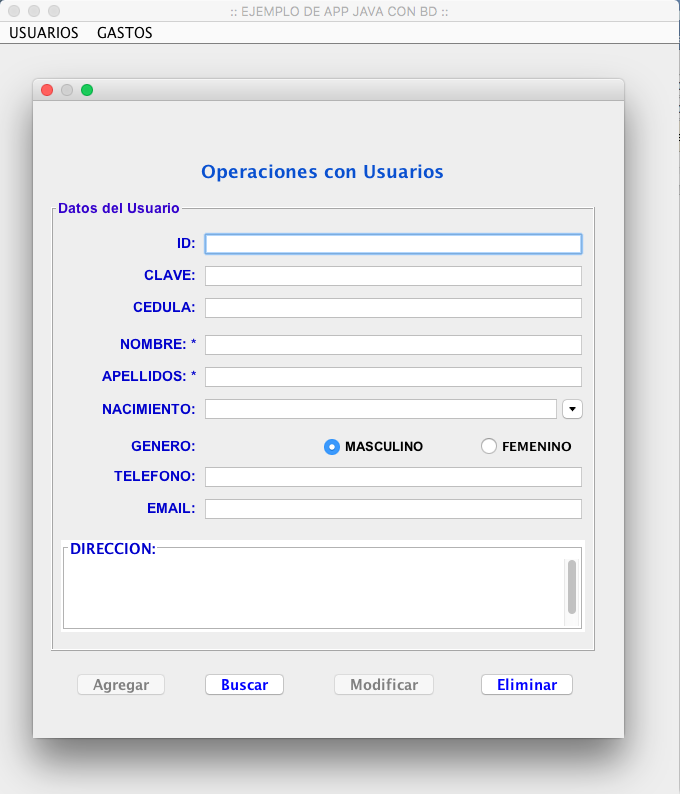 :: EJEMPLO DE APP JAVA CON BD ::
USUARIOS GASTOS
Operaciones con Usuarios
Datos del Usuario
ID:
CLAVE:
CEDULA:
NOMBRE: *
APELLIDOS: *
NACIMIENTO:
GENERO: MASCULINO FEMENINO
TELEFONO:
EMAIL:
DIRECCION:
Agregar Buscar Modificar Eliminar